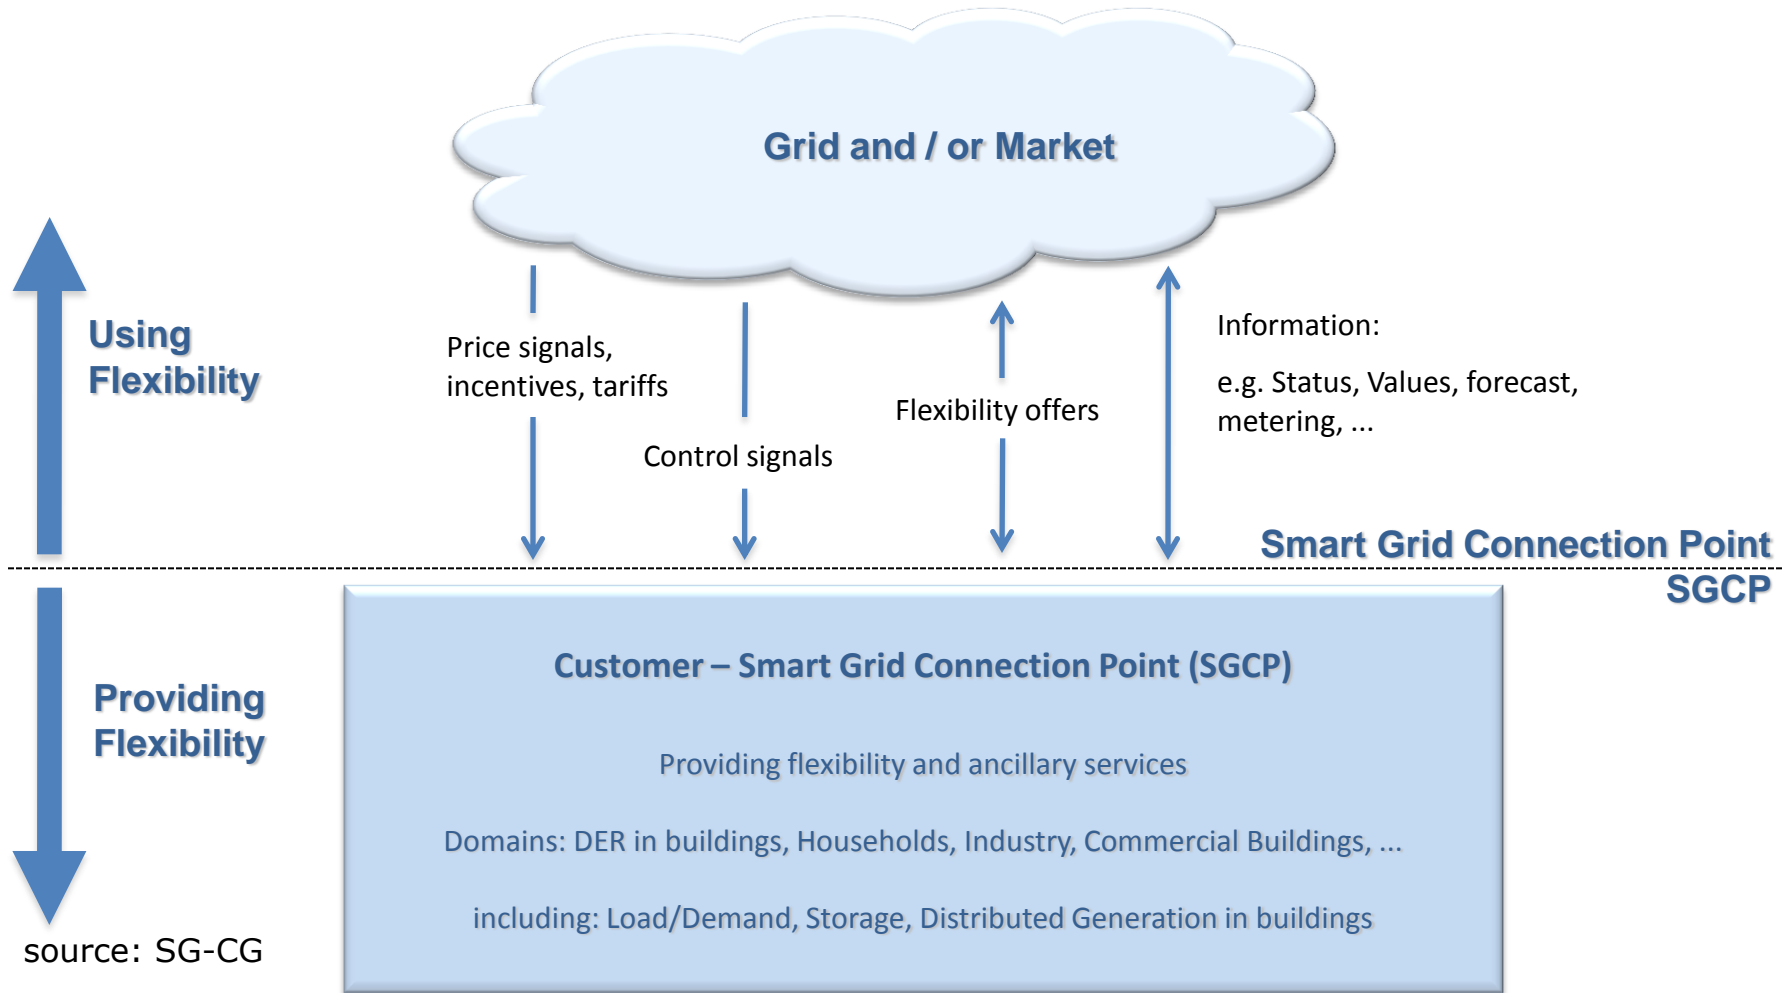 Grid and / or Market
Using
Flexibility
Price signals,
incentives, tariffs
Control signals
Flexibility offers
Information:
e.g. Status, Values, forecast,
metering, ...
Smart Grid Connection Point
SGCP
Customer – Smart Grid Connection Point (SGCP)
Providing
Flexibility
Providing flexibility and ancillary services
Domains: DER in buildings, Households, Industry, Commercial Buildings, ...
including: Load/Demand, Storage, Distributed Generation in buildings
source: SG-CG